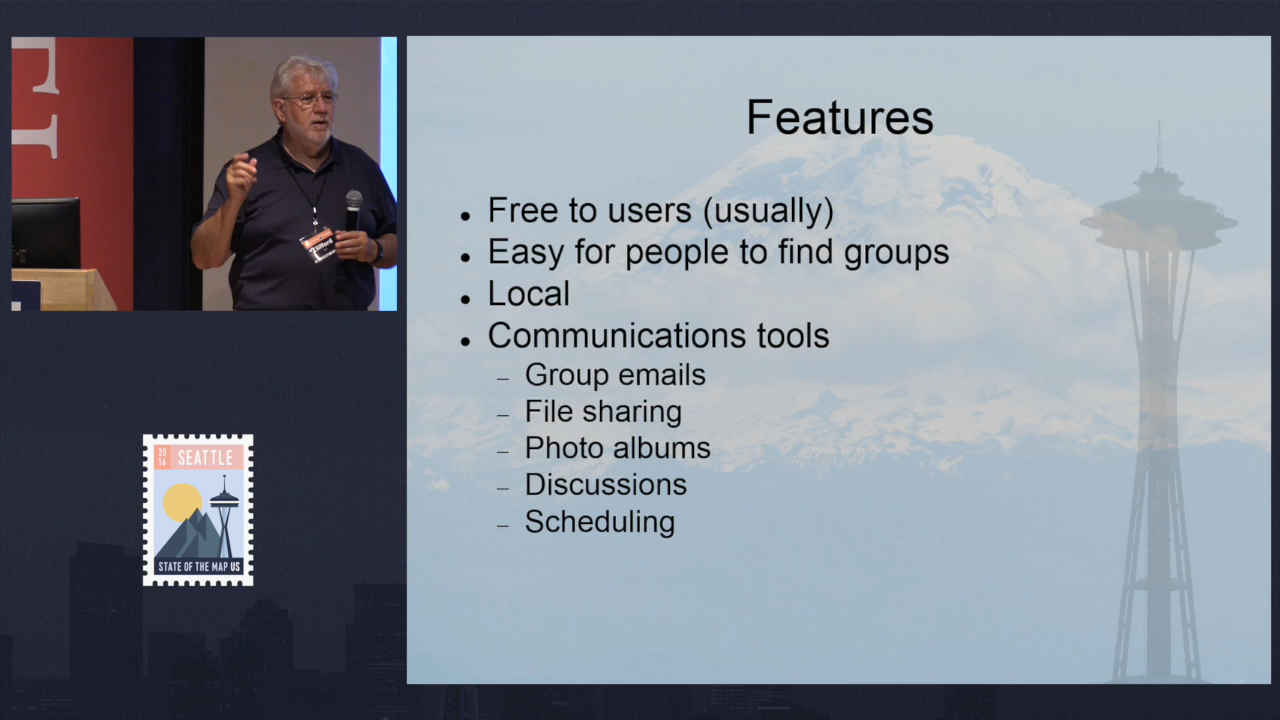 Features
Free to users (usually)
Easy for people to find groups
Local
Communications tools
Group emails
File sharing
Photo albums
Discussions
Scheduling
Clifford
2016 SEATTLE
STATE OF THE MAP US